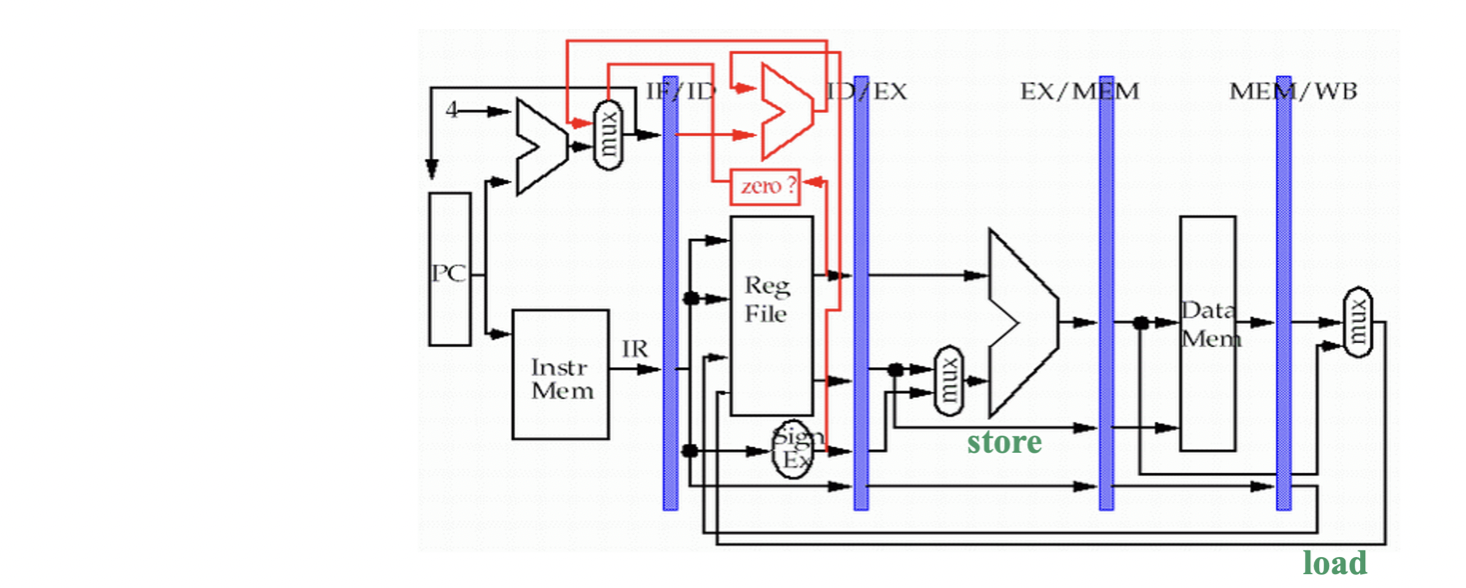 IF/ID
ID/EX
EX/MEM
MEM/WB
4
mux
zero ?
PC
Reg
File
Data
Mem
mux
IR
Instr
Mem
mux
Sign
Ex
store
load